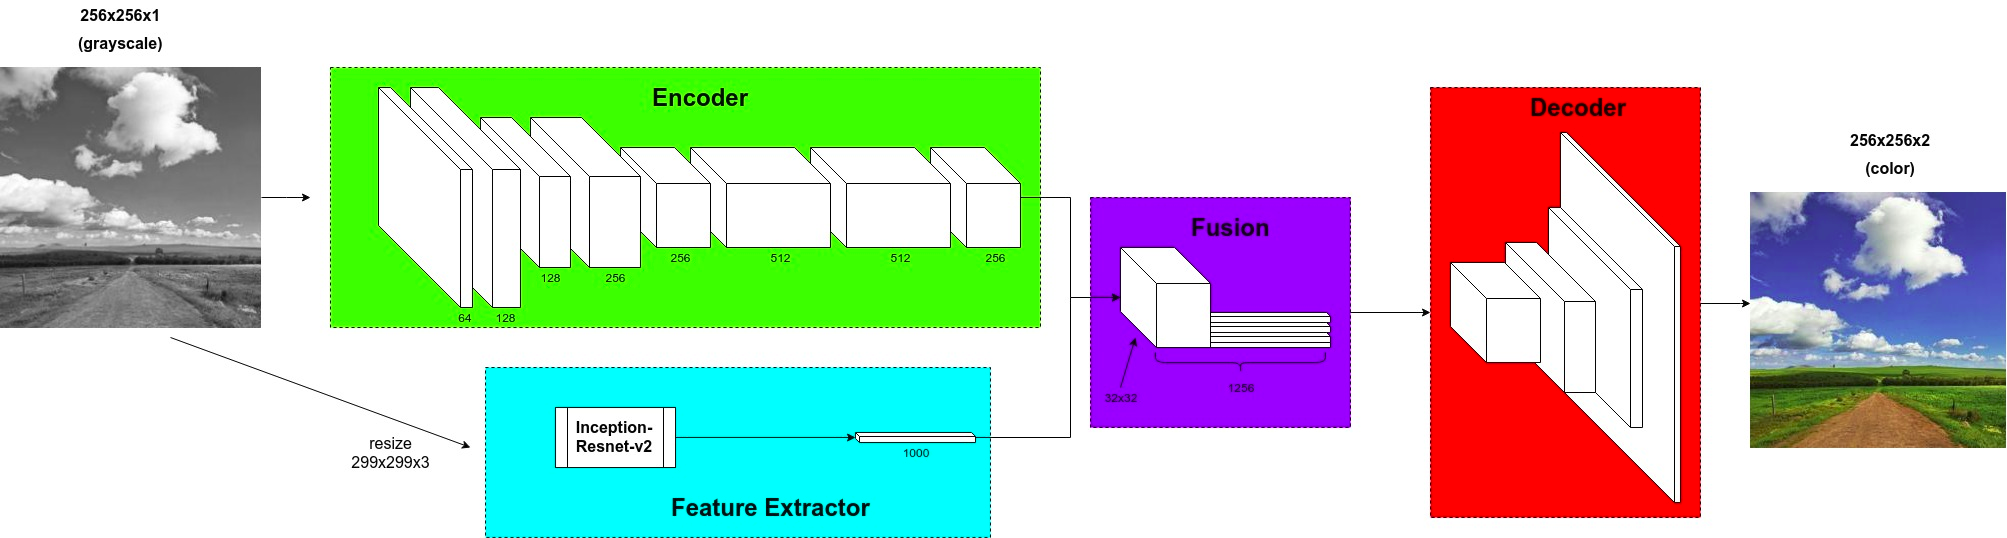 256x256x1
(grayscale)
Encoder
64
128
128
256
256
512
512
256
resize
299x299x3
Inception-
Resnet-v2
1000
Feature Extractor
Fusion
32x32
1256
Decoder
256x256x2
(color)